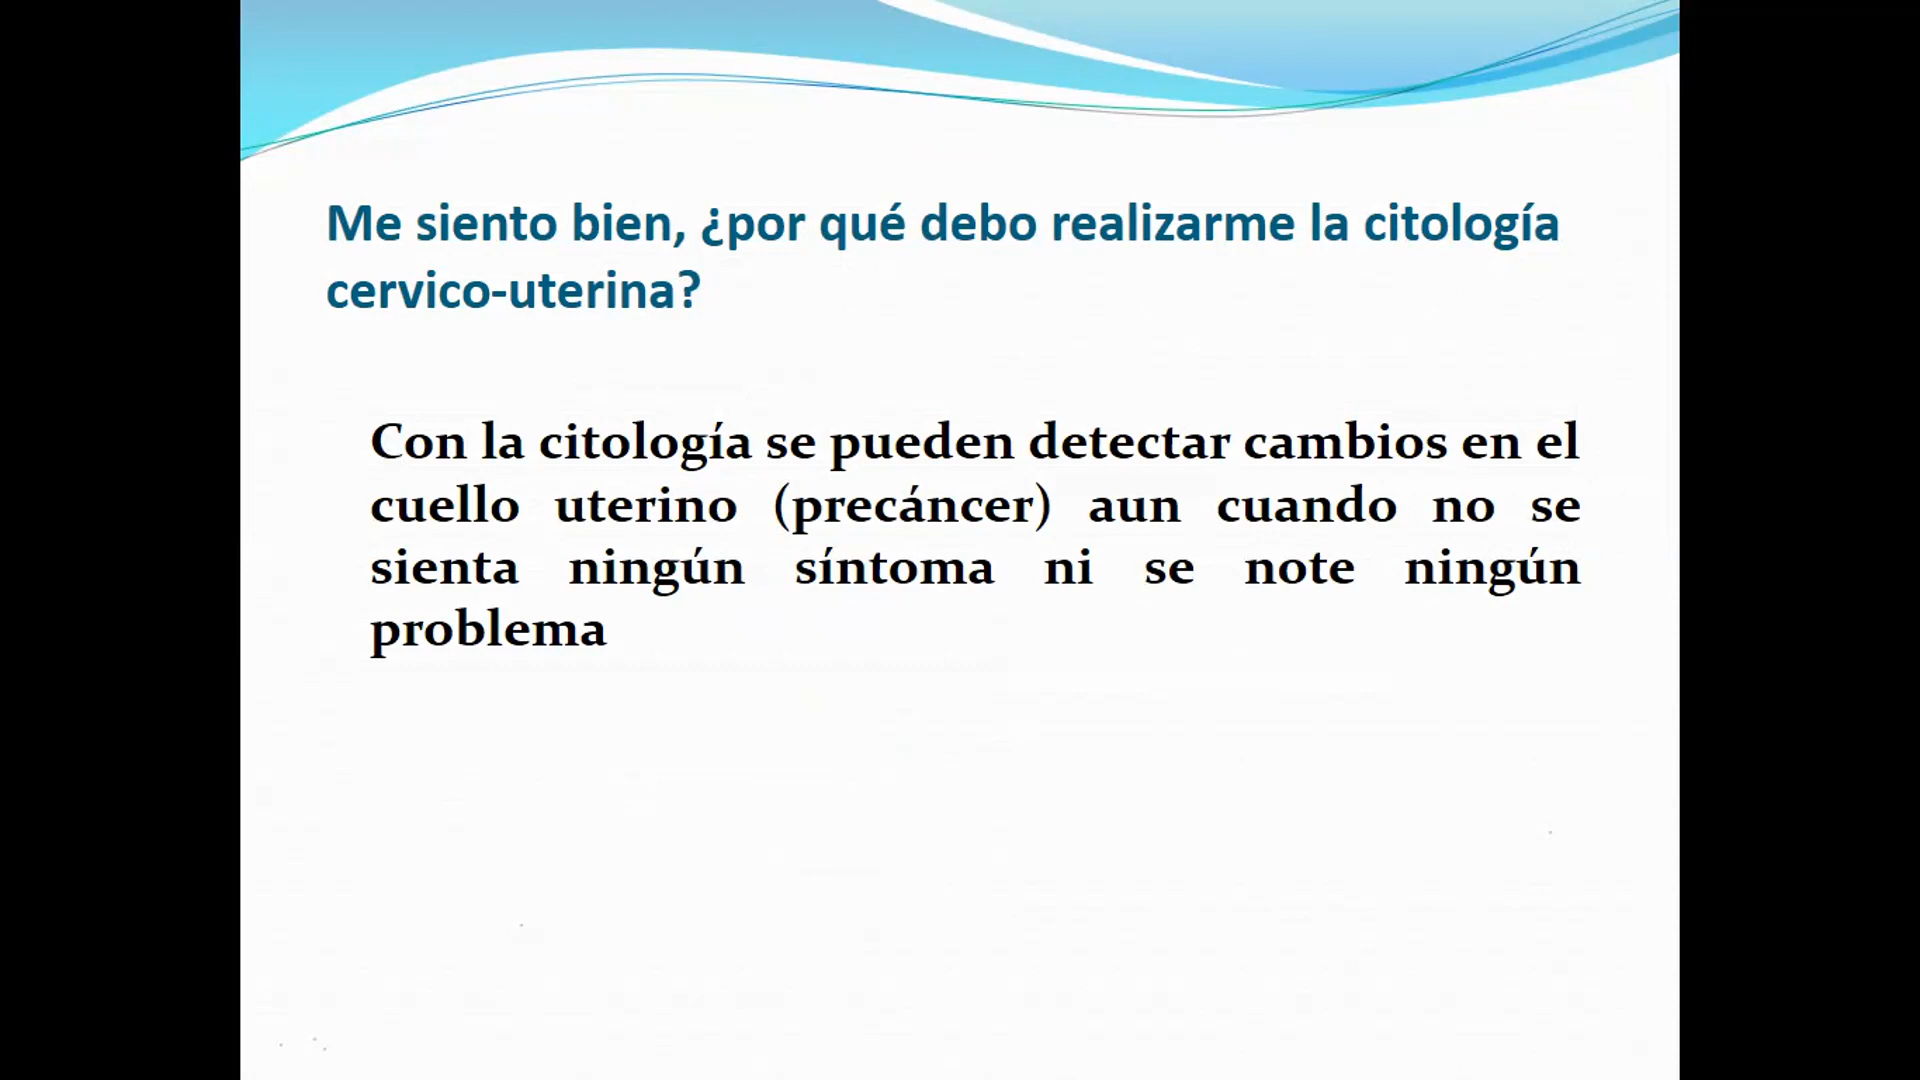 Me siento bien, ¿por qué debo realizarme la citología
cervico-uterina?
Con la citología se pueden detectar cambios en el
cuello uterino (precáncer) aun cuando no se
sienta ningún síntoma ni se note ningún
problema